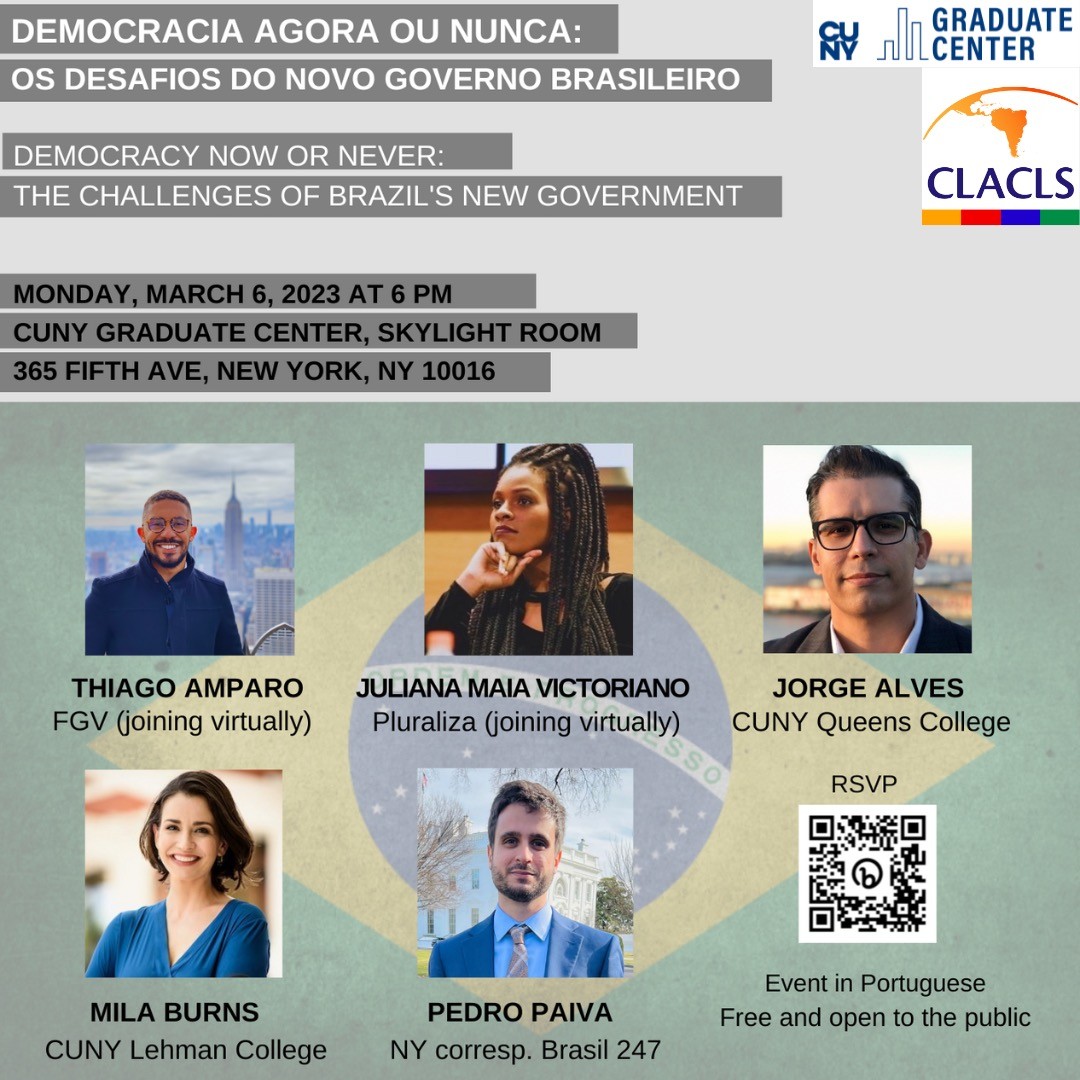 DEMOCRACIA AGORA OU NUNCA:
OS DESAFIOS DO NOVO GOVERNO BRASILEIRO
DEMOCRACY NOW OR NEVER:
THE CHALLENGES OF BRAZIL'S NEW GOVERNMENT
CU
NY
GRADUATE
CENTER
CLACLS
MONDAY, MARCH 6, 2023 AT 6 PM
CUNY GRADUATE CENTER, SKYLIGHT ROOM
365 FIFTH AVE, NEW YORK, NY 10016
ORDEM E PROGRESSO
THIAGO AMPARO
FGV (joining virtually)
JULIANA MAIA VICTORIANO
Pluraliza (joining virtually)
JORGE ALVES
CUNY Queens College
MILA BURNS
CUNY Lehman College
PEDRO PAIVA
NY corresp. Brasil 247
RSVP
b
Event in Portuguese
Free and open to the public